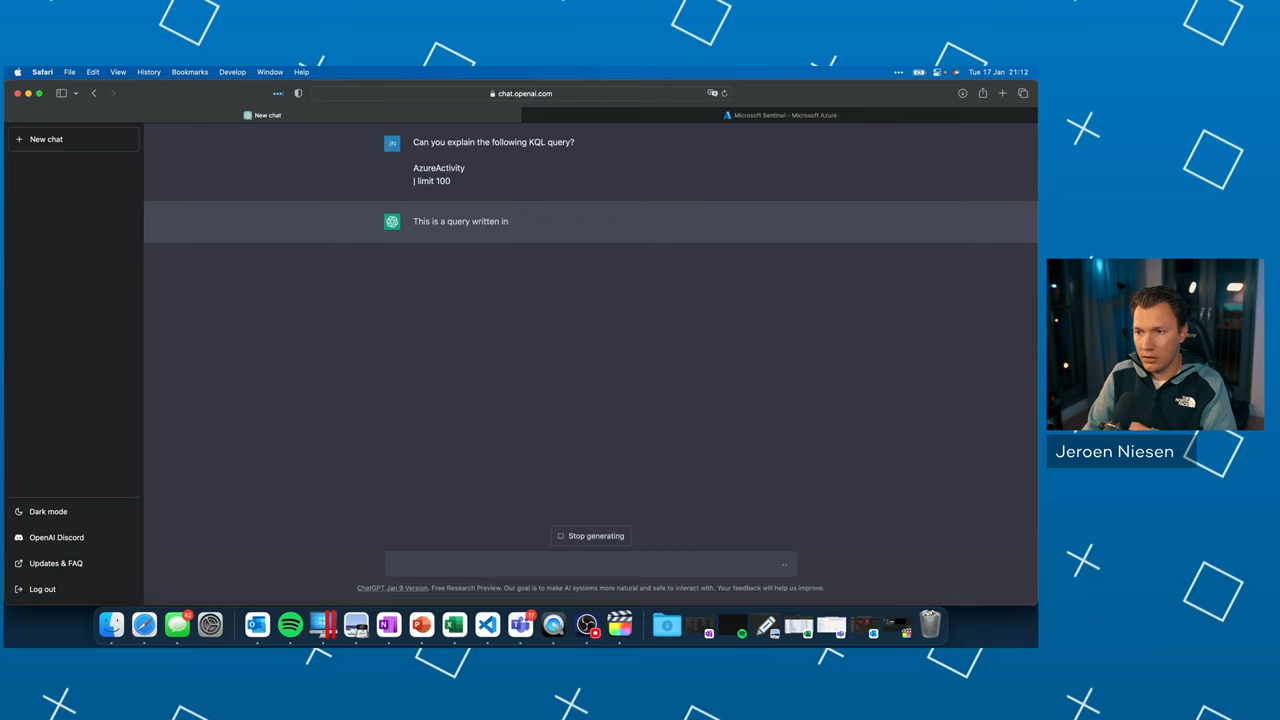 Safari File Edit View History Bookmarks Develop Window Help
Tue 17 Jan 21:12
chat.openai.com
New chat
Microsoft Sentinel - Microsoft Azure
+ New chat
JN
Can you explain the following KQL query?
AzureActivity
| limit 100
This is a query written in
Stop generating
ChatGPT Jan 9 Version. Free Research Preview. Our goal is to make AI systems more natural and safe to interact with. Your feedback will help us improve.
Dark mode
OpenAI Discord
Updates & FAQ
Log out
42
17
Jeroen Niesen